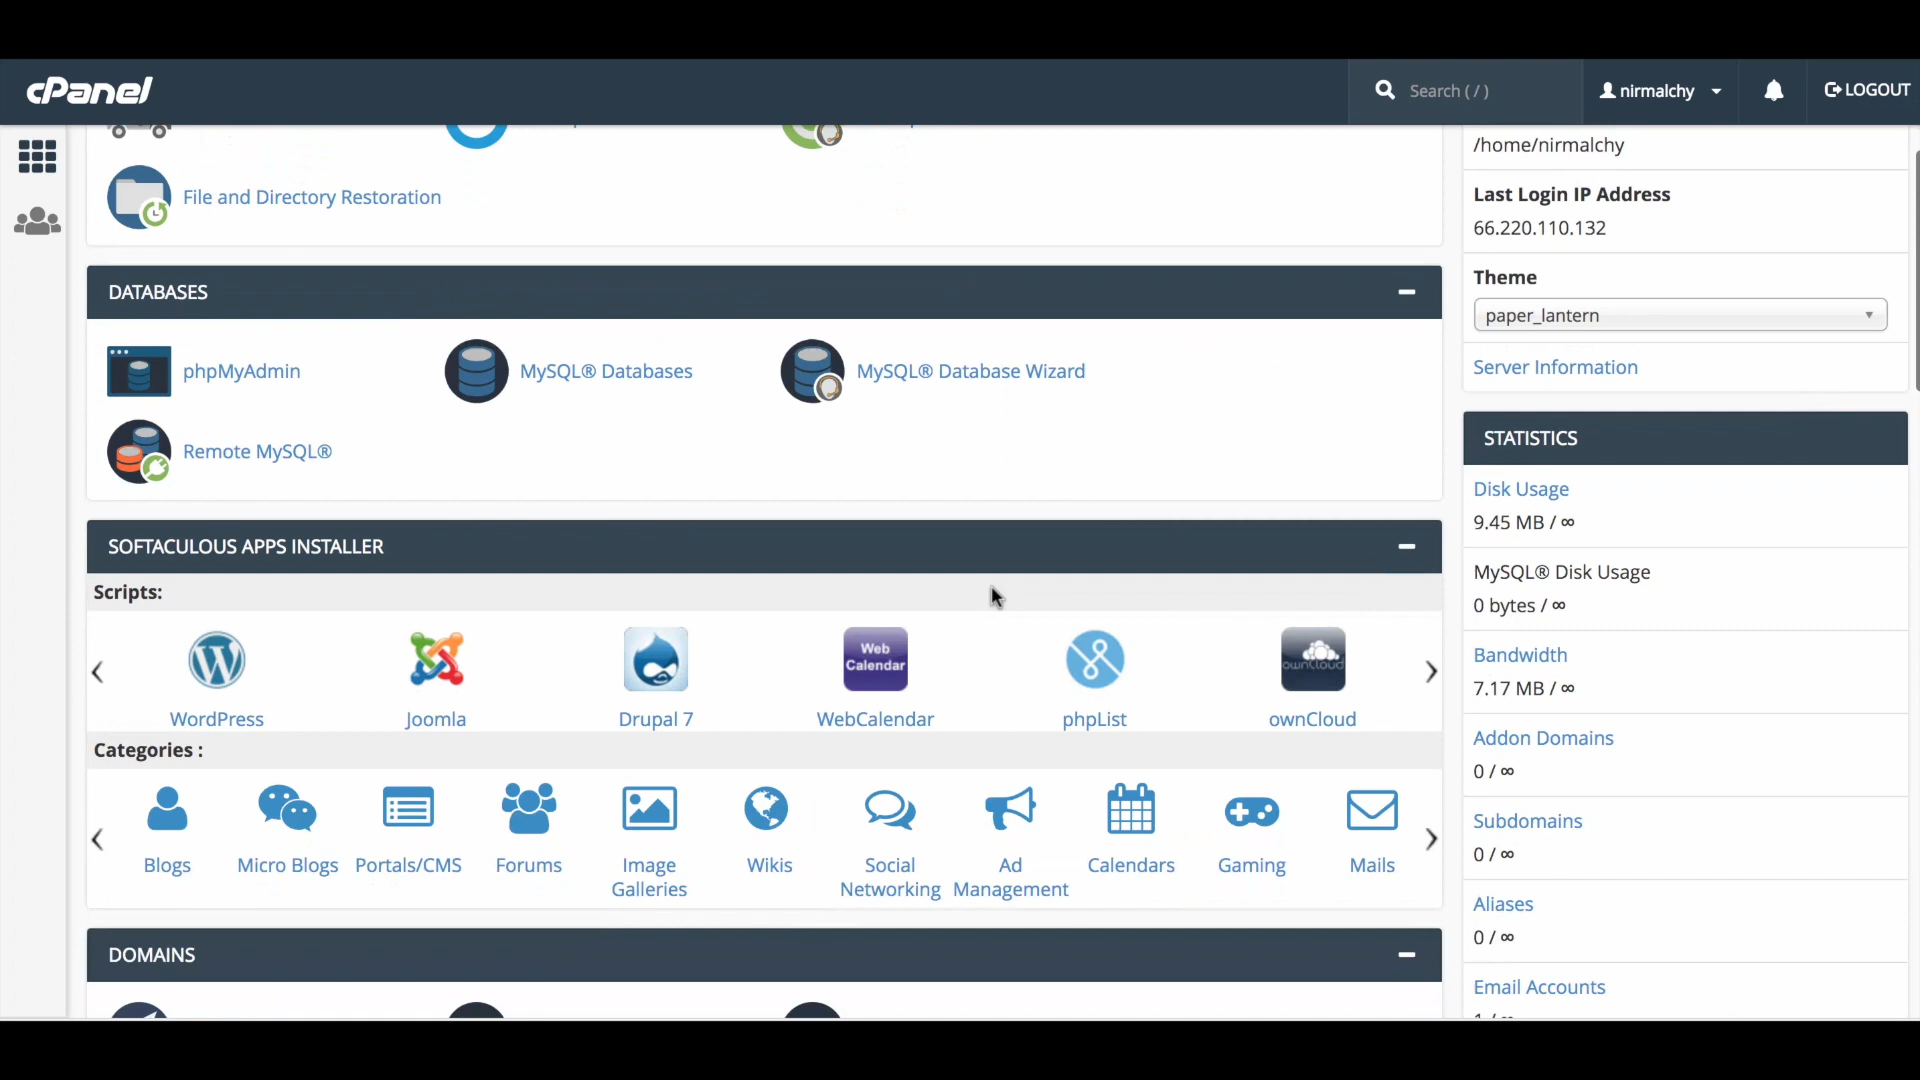 cPanel
Search ( / )
nirmalchy
LOGOUT
File and Directory Restoration
DATABASES
phpMyAdmin
MySQL® Databases
MySQL® Database Wizard
Remote MySQL®
SOFTACULOUS APPS INSTALLER
Scripts:
Web
Calendar
ownCloud
WordPress
Joomla
Drupal 7
WebCalendar
phpList
ownCloud
Categories :
Blogs
Micro Blogs
Portals/CMS
Forums
Image
Galleries
Wikis
Social
Networking
Ad
Management
Calendars
Gaming
Mails
DOMAINS
/home/nirmalchy
Last Login IP Address
66.220.110.132
Theme
paper_lantern
Server Information
STATISTICS
Disk Usage
9.45 MB / ∞
MySQL® Disk Usage
0 bytes / ∞
Bandwidth
7.17 MB / ∞
Addon Domains
0 / ∞
Subdomains
0 / ∞
Aliases
0 / ∞
Email Accounts